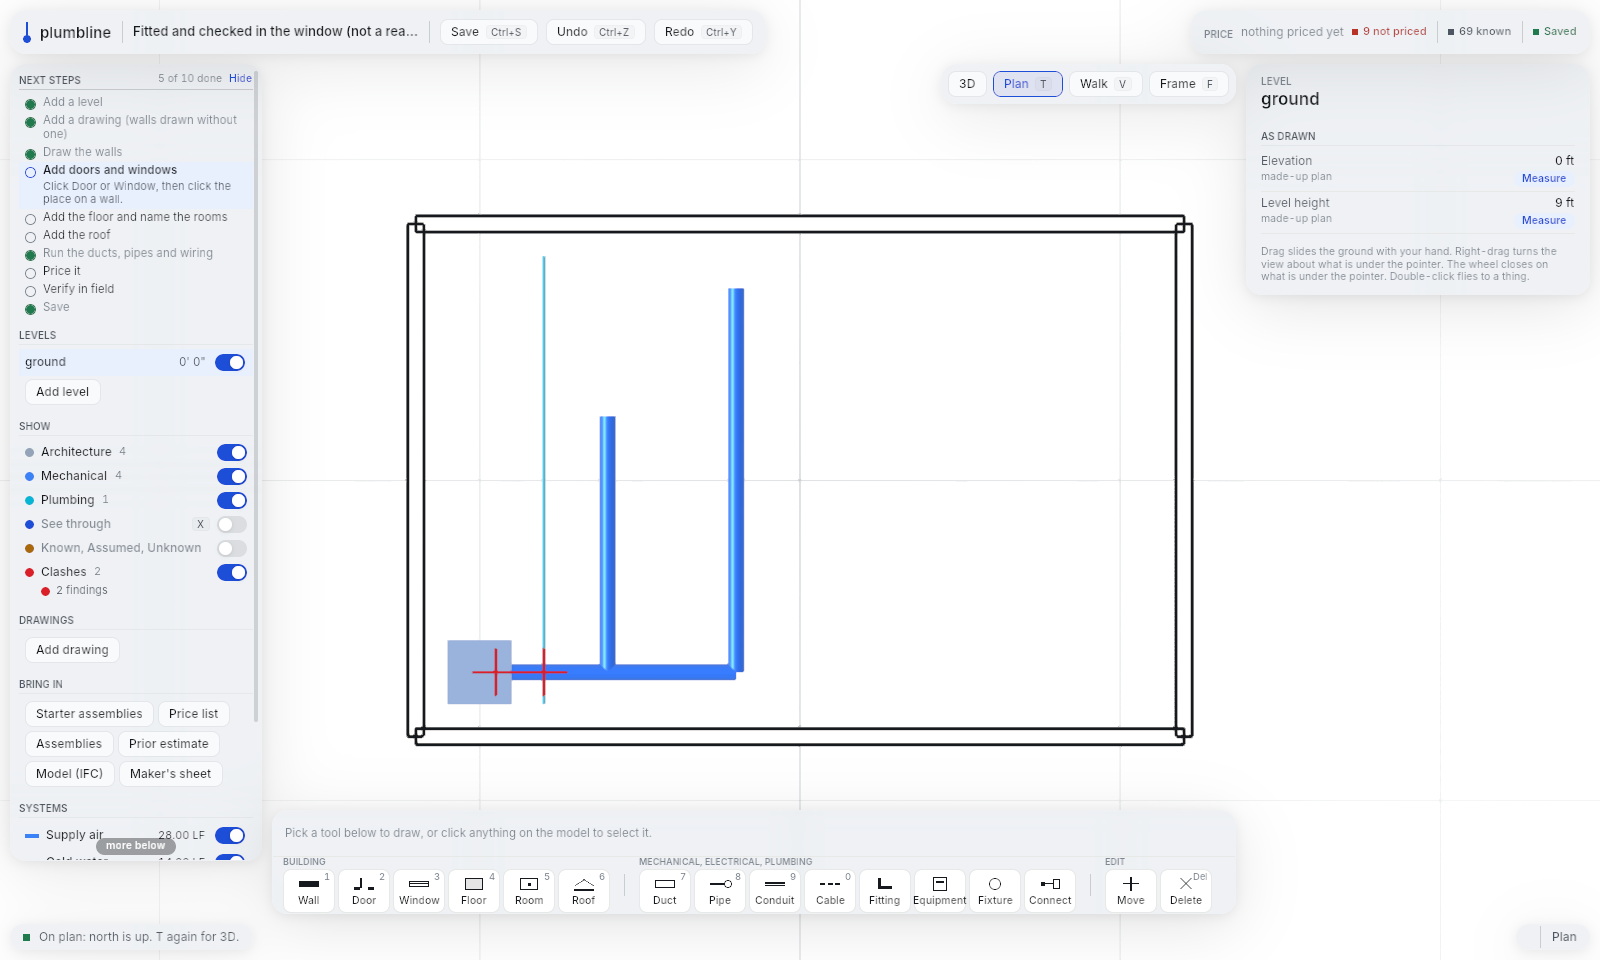 plumbline
Fitted and checked in the window (not a rea...
Save Ctrl+S
Undo Ctrl+Z
Redo Ctrl+Y
PRICE nothing priced yet 9 not priced 69 known Saved
NEXT STEPS 5 of 10 done Hide
Add a level
Add a drawing (walls drawn without
one)
Draw the walls
Add doors and windows
Click Door or Window, then click the
place on a wall.
Add the floor and name the rooms
Add the roof
Run the ducts, pipes and wiring
Price it
Verify in field
Save
LEVELS
ground 0' 0"
Add level
SHOW
Architecture 4
Mechanical 4
Plumbing 1
See through X
Known, Assumed, Unknown
Clashes 2
2 findings
DRAWINGS
Add drawing
BRING IN
Starter assemblies Price list
Assemblies Prior estimate
Model (IFC) Maker's sheet
SYSTEMS
Supply air 28.00 LF
more below
3D Plan T Walk V Frame F
LEVEL
ground
AS DRAWN
Elevation 0 ft
made-up plan Measure
Level height 9 ft
made-up plan Measure
Drag slides the ground with your hand. Right-drag turns the
view about what is under the pointer. The wheel closes on
what is under the pointer. Double-click flies to a thing.
Pick a tool below to draw, or click anything on the model to select it.
BUILDING
Wall 1 Door 2 Window 3 Floor 4 Room 5 Roof 6
MECHANICAL, ELECTRICAL, PLUMBING
Duct 7 Pipe 8 Conduit 9 Cable 0 Fitting Equipment Fixture Connect
EDIT
Move Delete Del
On plan: north is up. T again for 3D.
Plan